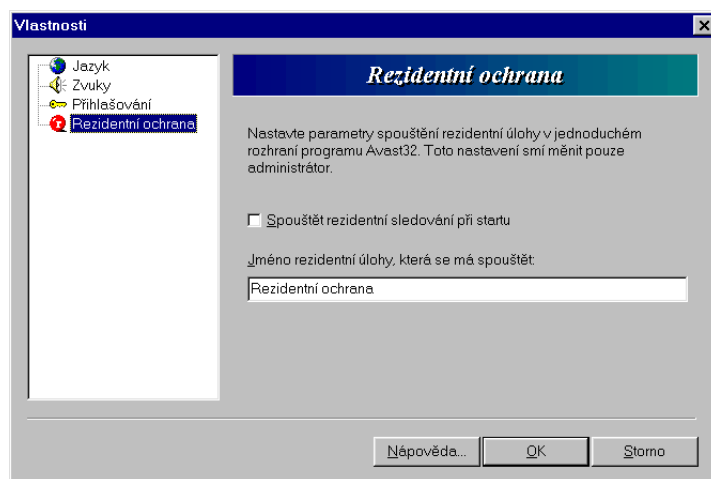 Vlastnosti
Jazyk
Zvuky
Přihlašování
Rezidentní ochrana
Rezidentní ochrana
Nastavte parametry spouštění rezidentní úlohy v jednoduchém
rozhraní programu Avast32. Toto nastavení smí měnit pouze
administrátor.
Spouštět rezidentní sledování při startu
Jméno rezidentní úlohy, která se má spouštět:
Rezidentní ochrana
Nápověda...
OK
Storno